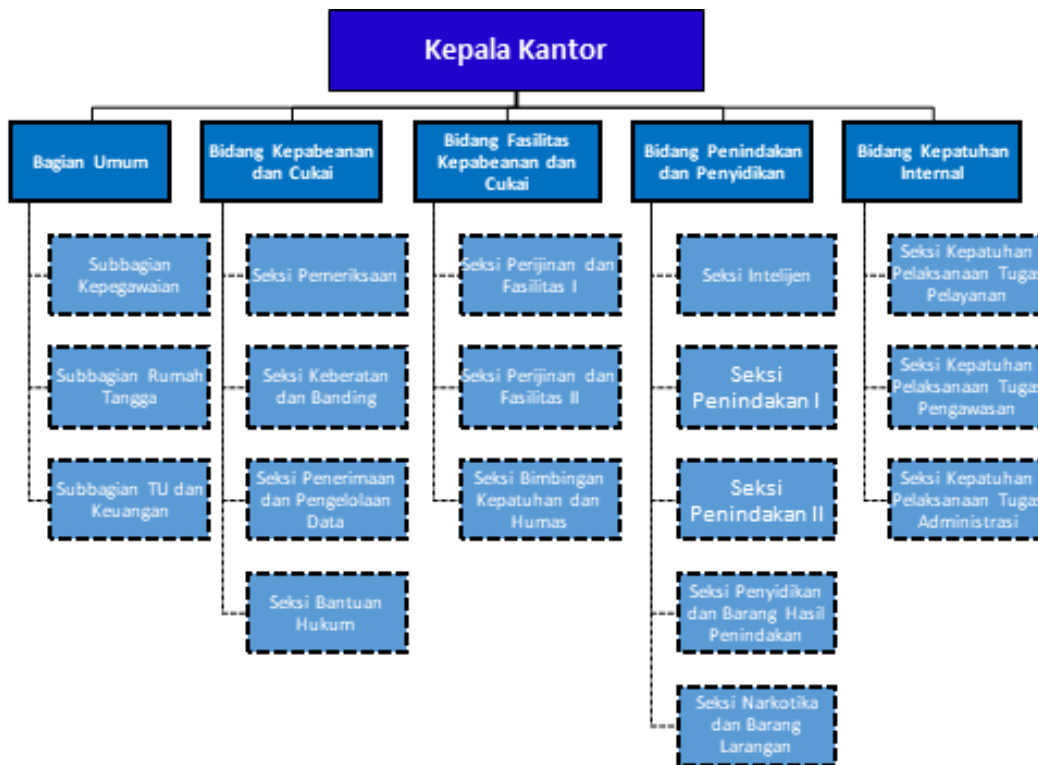 Kepala Kantor
Bagian Umum
Bidang Kepabeanan
dan Cukai
Bidang Fasilitas
Kepabeanan dan
Cukai
Bidang Penindakan
dan Penyidikan
Bidang Kepatuhan
Internal
Subbagian
Kepegawaian
Subbagian Rumah
Tangga
Subbagian TU dan
Keuangan
Seksi Pemeriksaan
Seksi Keberatan
dan Banding
Seksi Penerimaan
dan Pengelolaan
Data
Seksi Bantuan
Hukum
Seksi Perijinan dan
Fasilitas I
Seksi Perijinan dan
Fasilitas II
Seksi Bimbingan
Kepatuhan dan
Humas
Seksi Intelijen
Seksi
Penindakan I
Seksi
Penindakan II
Seksi Penyidikan
dan Barang Hasil
Penindakan
Seksi Narkotika
dan Barang
Larangan
Seksi Kepatuhan
Pelaksanaan Tugas
Pelayanan
Seksi Kepatuhan
Pelaksanaan Tugas
Pengawasan
Seksi Kepatuhan
Pelaksanaan Tugas
Administrasi